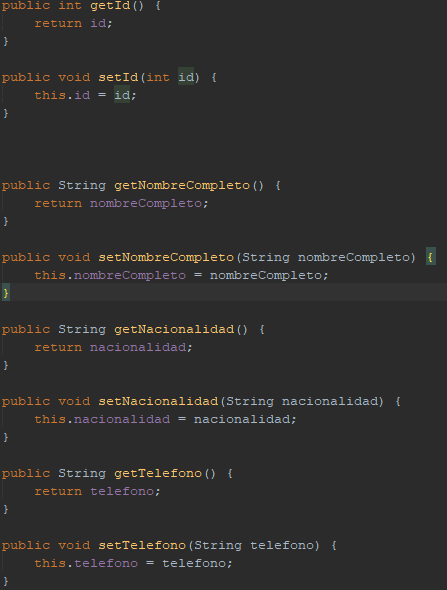 public int getId() {
    return id;
}
public void setId(int id) {
    this.id = id;
}
public String getNombreCompleto() {
    return nombreCompleto;
}
public void setNombreCompleto(String nombreCompleto) {
    this.nombreCompleto = nombreCompleto;
}
public String getNacionalidad() {
    return nacionalidad;
}
public void setNacionalidad(String nacionalidad) {
    this.nacionalidad = nacionalidad;
}
public String getTelefono() {
    return telefono;
}
public void setTelefono(String telefono) {
    this.telefono = telefono;
}